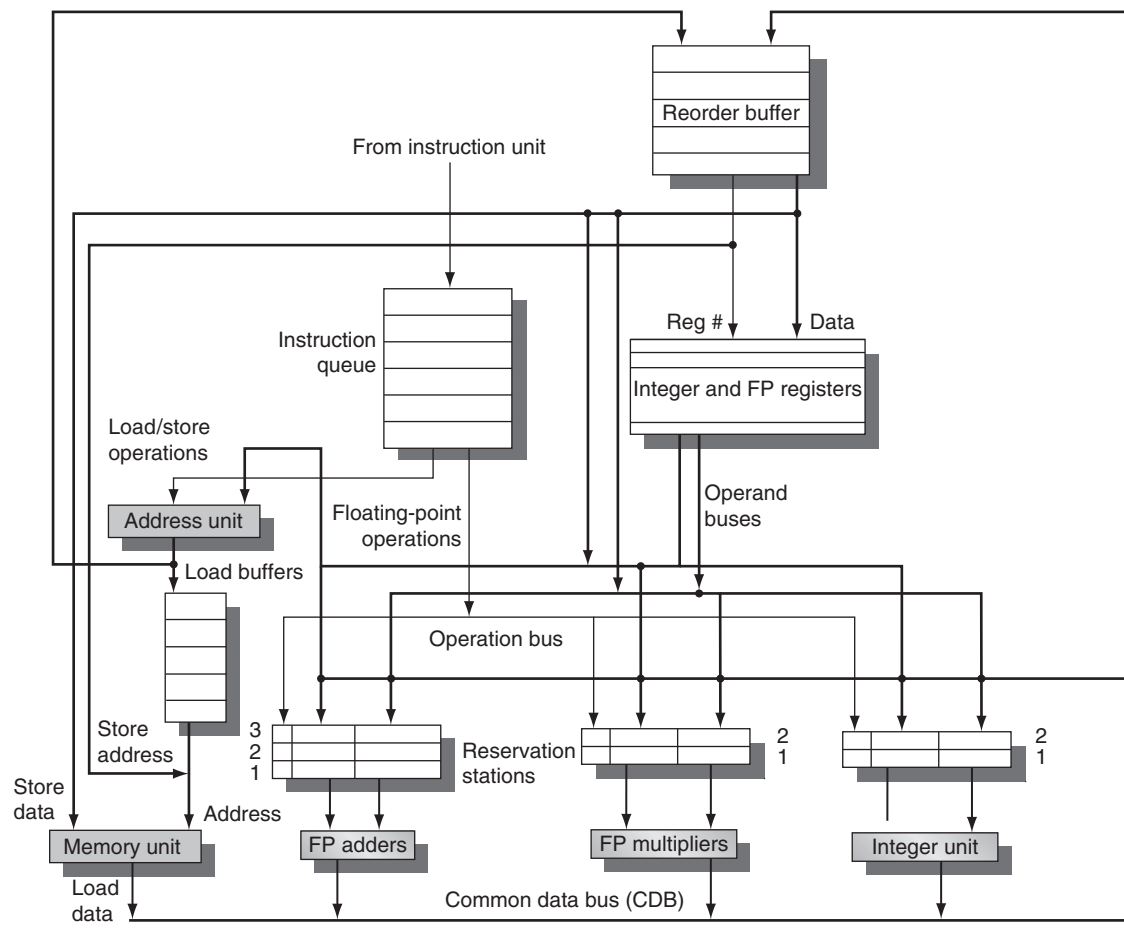 Reorder buffer
From instruction unit
Reg #
Data
Instruction
queue
Integer and FP registers
Load/store
operations
Operand
buses
Address unit
Floating-point
operations
Load buffers
Operation bus
Store
address
3
2
1
Reservation
stations
2
1
2
1
Store
data
Address
Memory unit
FP adders
FP multipliers
Integer unit
Load
data
Common data bus (CDB)